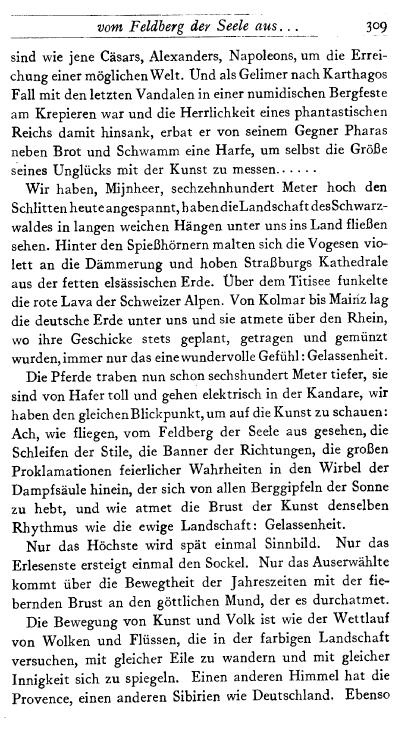 vom Feldberg der Seele aus... 309
sind wie jene Cäsars, Alexanders, Napoleons, um die Errei-
chung einer möglichen Welt. Und als Gelimer nach Karthagos
Fall mit den letzten Vandalen in einer numidischen Bergfeste
am Krepieren war und die Herrlichkeit eines phantastischen
Reichs damit hinsank, erbat er von seinem Gegner Pharas
neben Brot und Schwamm eine Harfe, um selbst die Größe
seines Unglücks mit der Kunst zu messen......
Wir haben, Mijnheer, sechzehnhundert Meter hoch den
Schlitten heute angespannt, haben die Landschaft des Schwarz-
waldes in langen weichen Hängen unter uns ins Land fließen
sehen. Hinter den Spießhörnern malten sich die Vogesen vio-
lett an die Dämmerung und hoben Straßburgs Kathedrale
aus der fetten elsässischen Erde. Über dem Titisee funkelte
die rote Lava der Schweizer Alpen. Von Kolmar bis Mainz lag
die deutsche Erde unter uns und sie atmete über den Rhein,
wo ihre Geschicke stets geplant, getragen und gemünzt
wurden, immer nur das eine wundervolle Gefühl: Gelassenheit.
Die Pferde traben nun schon sechshundert Meter tiefer, sie
sind von Hafer toll und gehen elektrisch in der Kandare, wir
haben den gleichen Blickpunkt, um auf die Kunst zu schauen:
Ach, wie fliegen, vom Feldberg der Seele aus gesehen, die
Schleifen der Stile, die Banner der Richtungen, die großen
Proklamationen feierlicher Wahrheiten in den Wirbel der
Dampfsäule hinein, der sich von allen Berggipfeln der Sonne
zu hebt, und wie atmet die Brust der Kunst denselben
Rhythmus wie die ewige Landschaft: Gelassenheit.
Nur das Höchste wird spät einmal Sinnbild. Nur das
Erlesenste ersteigt einmal den Sockel. Nur das Auserwählte
kommt über die Bewegtheit der Jahreszeiten mit der fie-
bernden Brust an den göttlichen Mund, der es durchatmet.
Die Bewegung von Kunst und Volk ist wie der Wettlauf
von Wolken und Flüssen, die in der farbigen Landschaft
versuchen, mit gleicher Eile zu wandern und mit gleicher
Innigkeit sich zu spiegeln. Einen anderen Himmel hat die
Provence, einen anderen Sibirien wie Deutschland. Ebenso